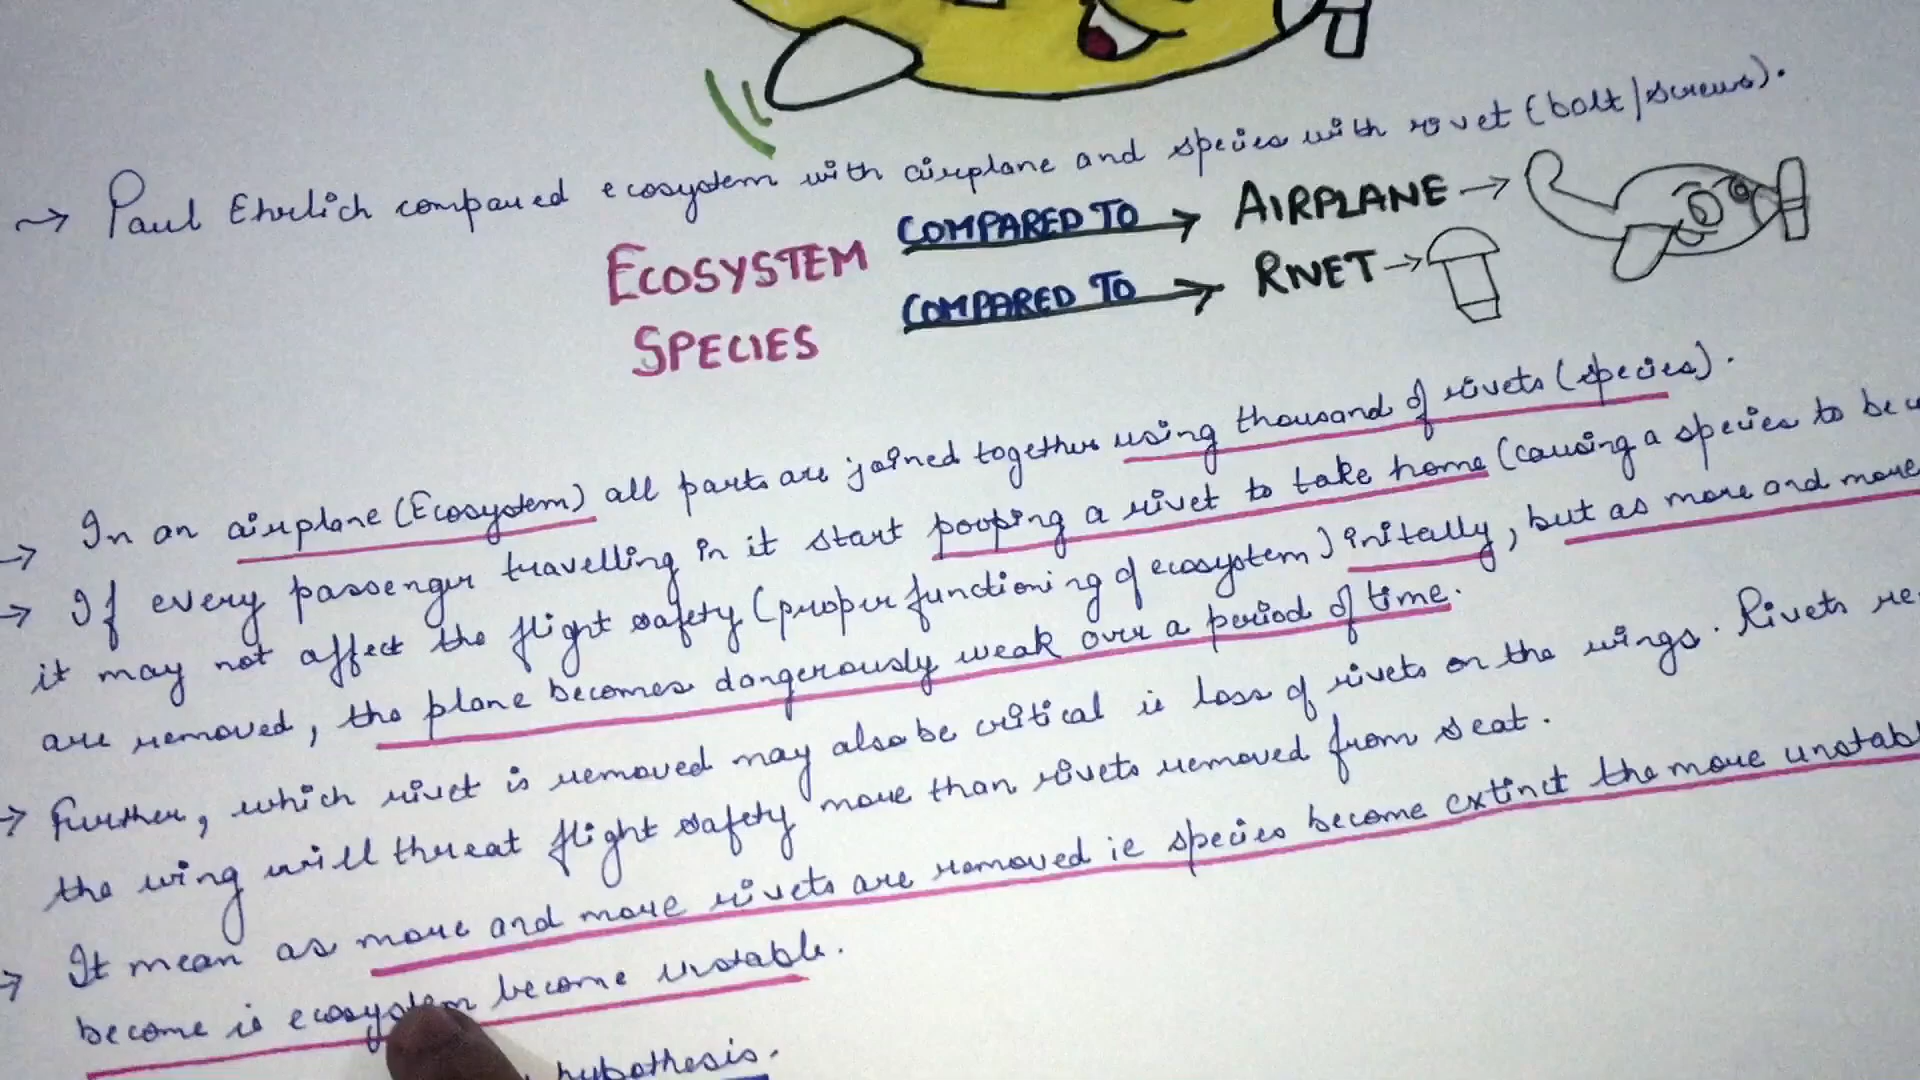 ~> Paul Ehrlich compared ecosystem with airplane and species with rivet (bolt/screws).
ECOSYSTEM COMPARED TO → AIRPLANE →
SPECIES COMPARED TO → RIVET →
→ In an airplane (Ecosystem) all parts are joined together using thousand of rivets (species).
→ If every passenger travelling in it start pooping a rivet to take home (causing a species to be
it may not affect the flight safety (proper functioning of ecosystem) initally, but as more and more
are removed, the plane becomes dangerously weak over a period of time.
→ Further, which rivet is removed may also be critical ie loss of rivets on the wings. Rivets re
the wing will threat flight safety more than rivets removed from seat.
→ It mean as more and more rivets are removed ie species become extinct the more unstabl
become ie ecosystem become unstable.
hypothesis.